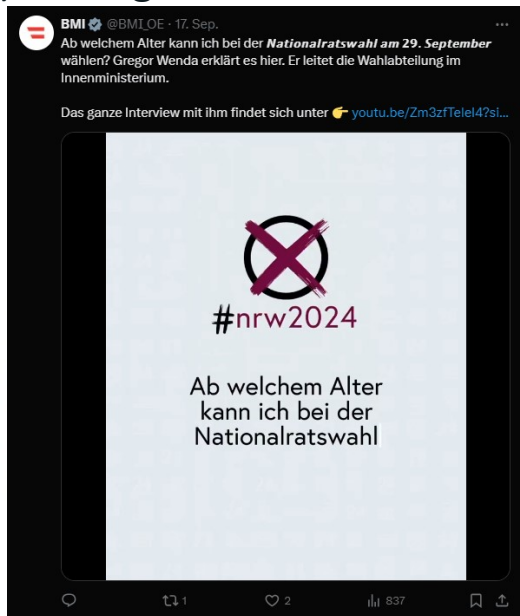 BMI @BMI_OE · 17. Sep.
Ab welchem Alter kann ich bei der Nationalratswahl am 29. September
wählen? Gregor Wenda erklärt es hier. Er leitet die Wahlabteilung im
Innenministerium.
Das ganze Interview mit ihm findet sich unter 👉 youtu.be/Zm3zfTeleI4?si...
#nrw2024
Ab welchem Alter
kann ich bei der
Nationalratswahl
1 2 837